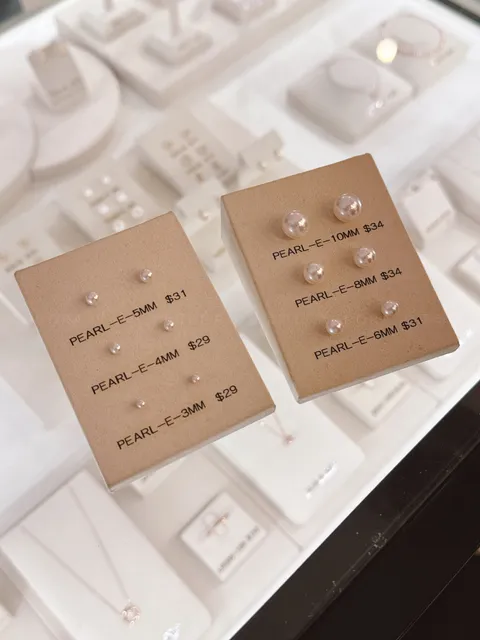 PEARL-E-5MM $31
PEARL-E-4MM $29
PEARL-E-3MM $29
PEARL-E-10MM $34
PEARL-E-8MM $34
PEARL-E-6MM $31